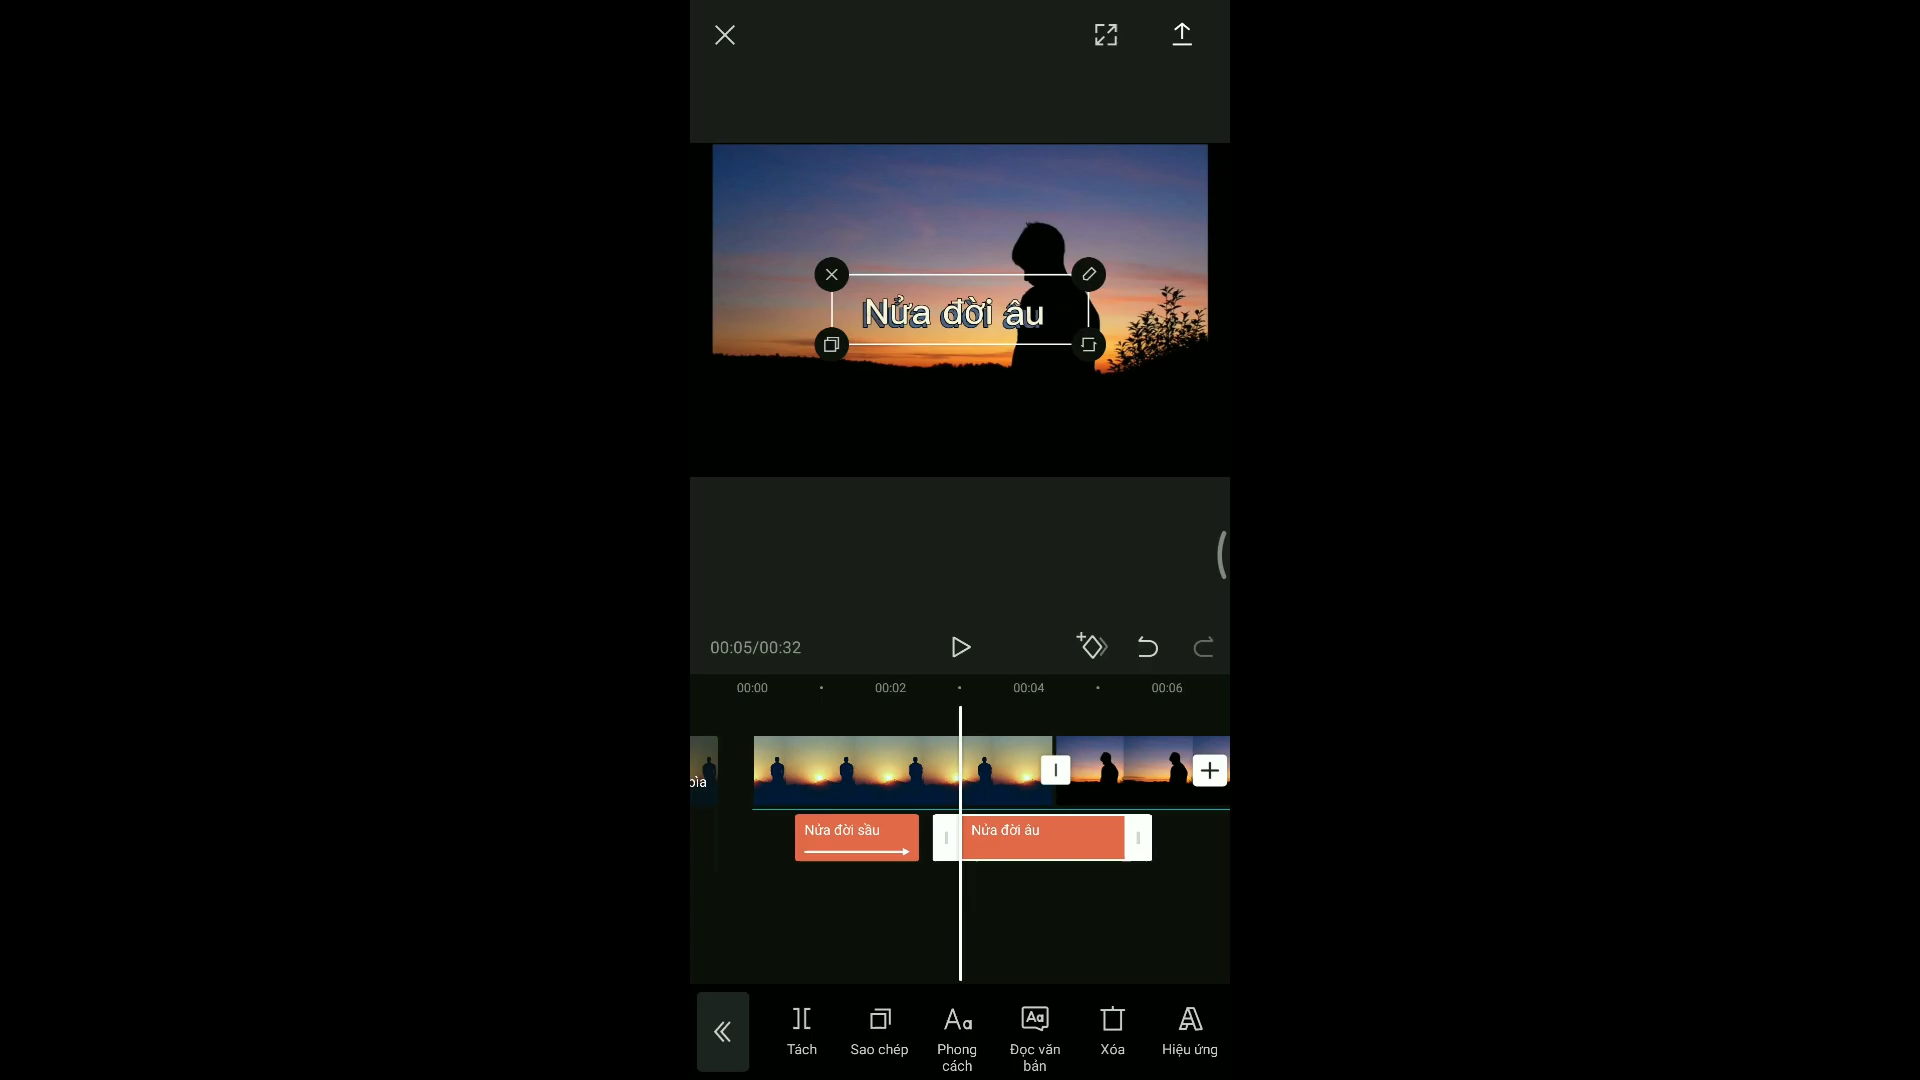 Nửa đời âu
00:05/00:32
00:00 00:02 00:04 00:06
bìa
Nửa đời sầu
Nửa đời âu
Tách
Sao chép
Phong
cách
Đọc văn
bản
Xóa
Hiệu ứng